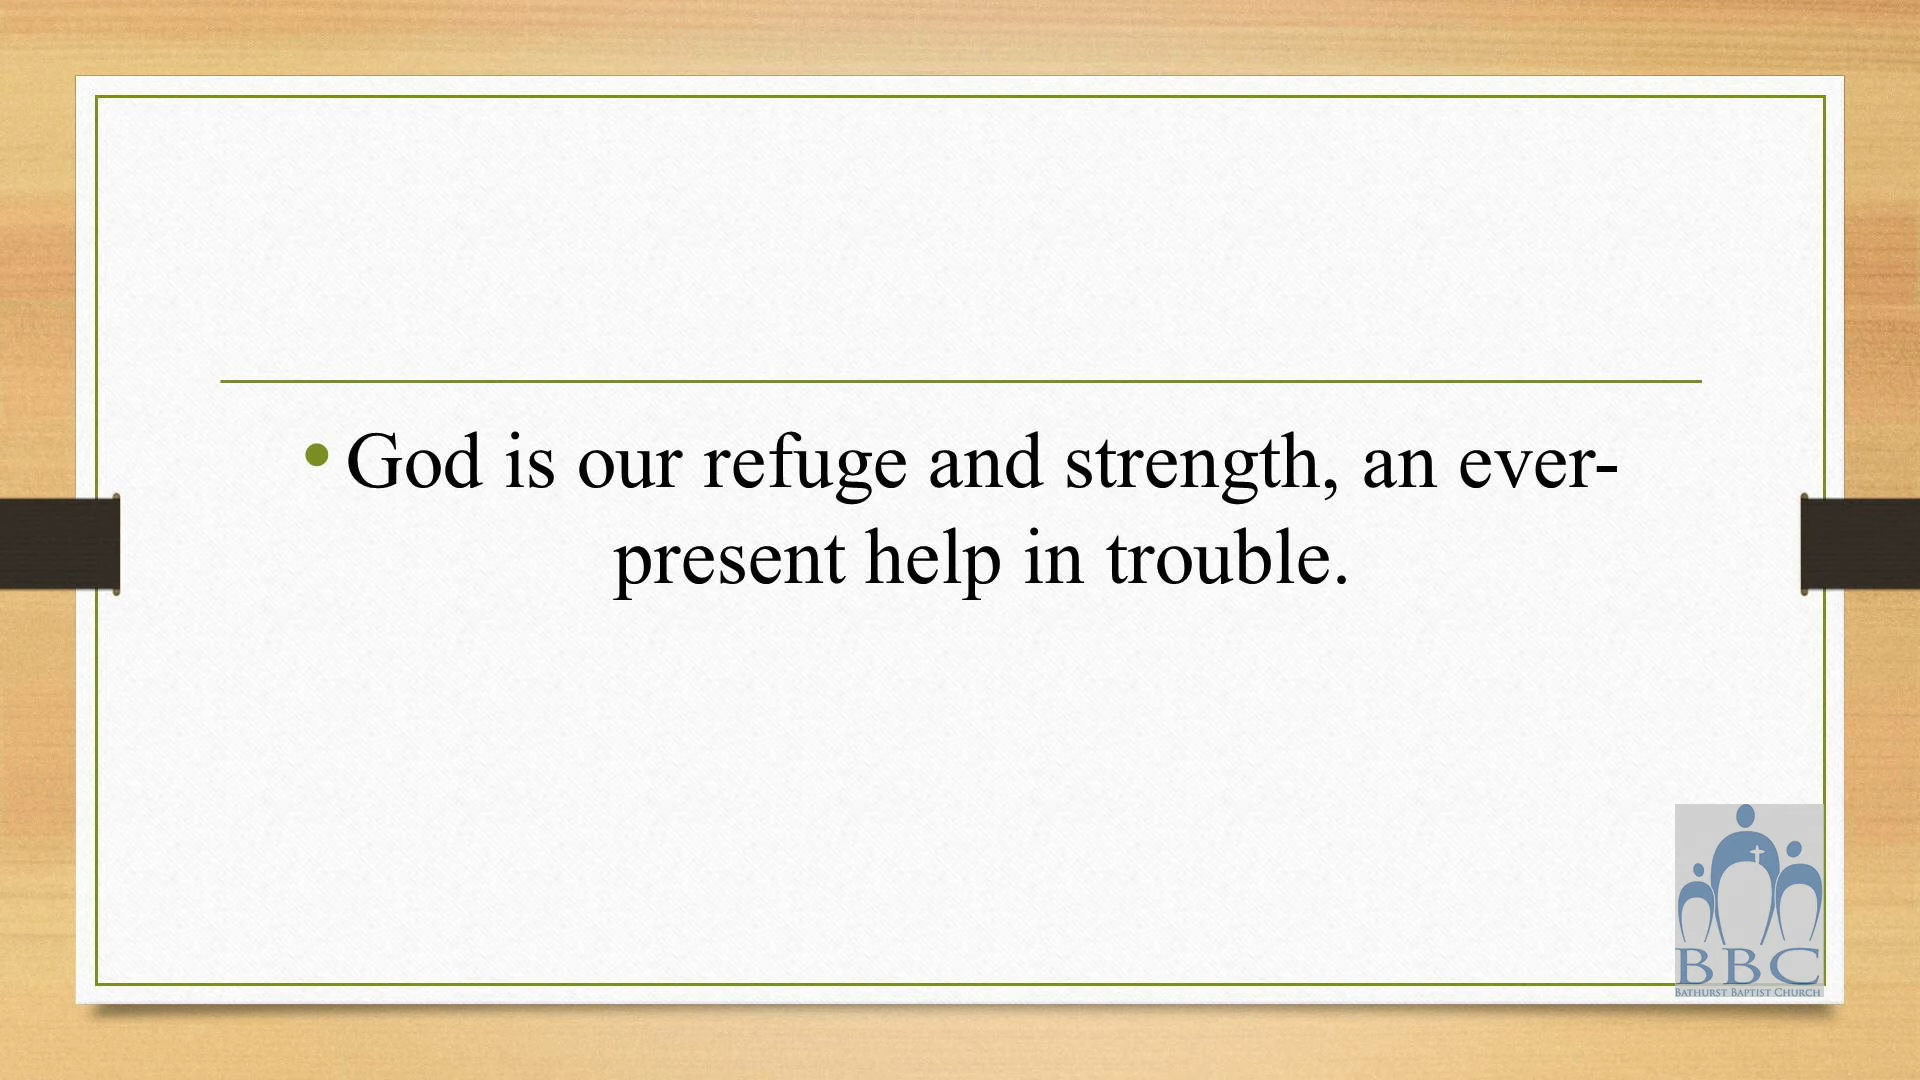 • God is our refuge and strength, an ever-
present help in trouble.
BBC
BATHURST BAPTIST CHURCH